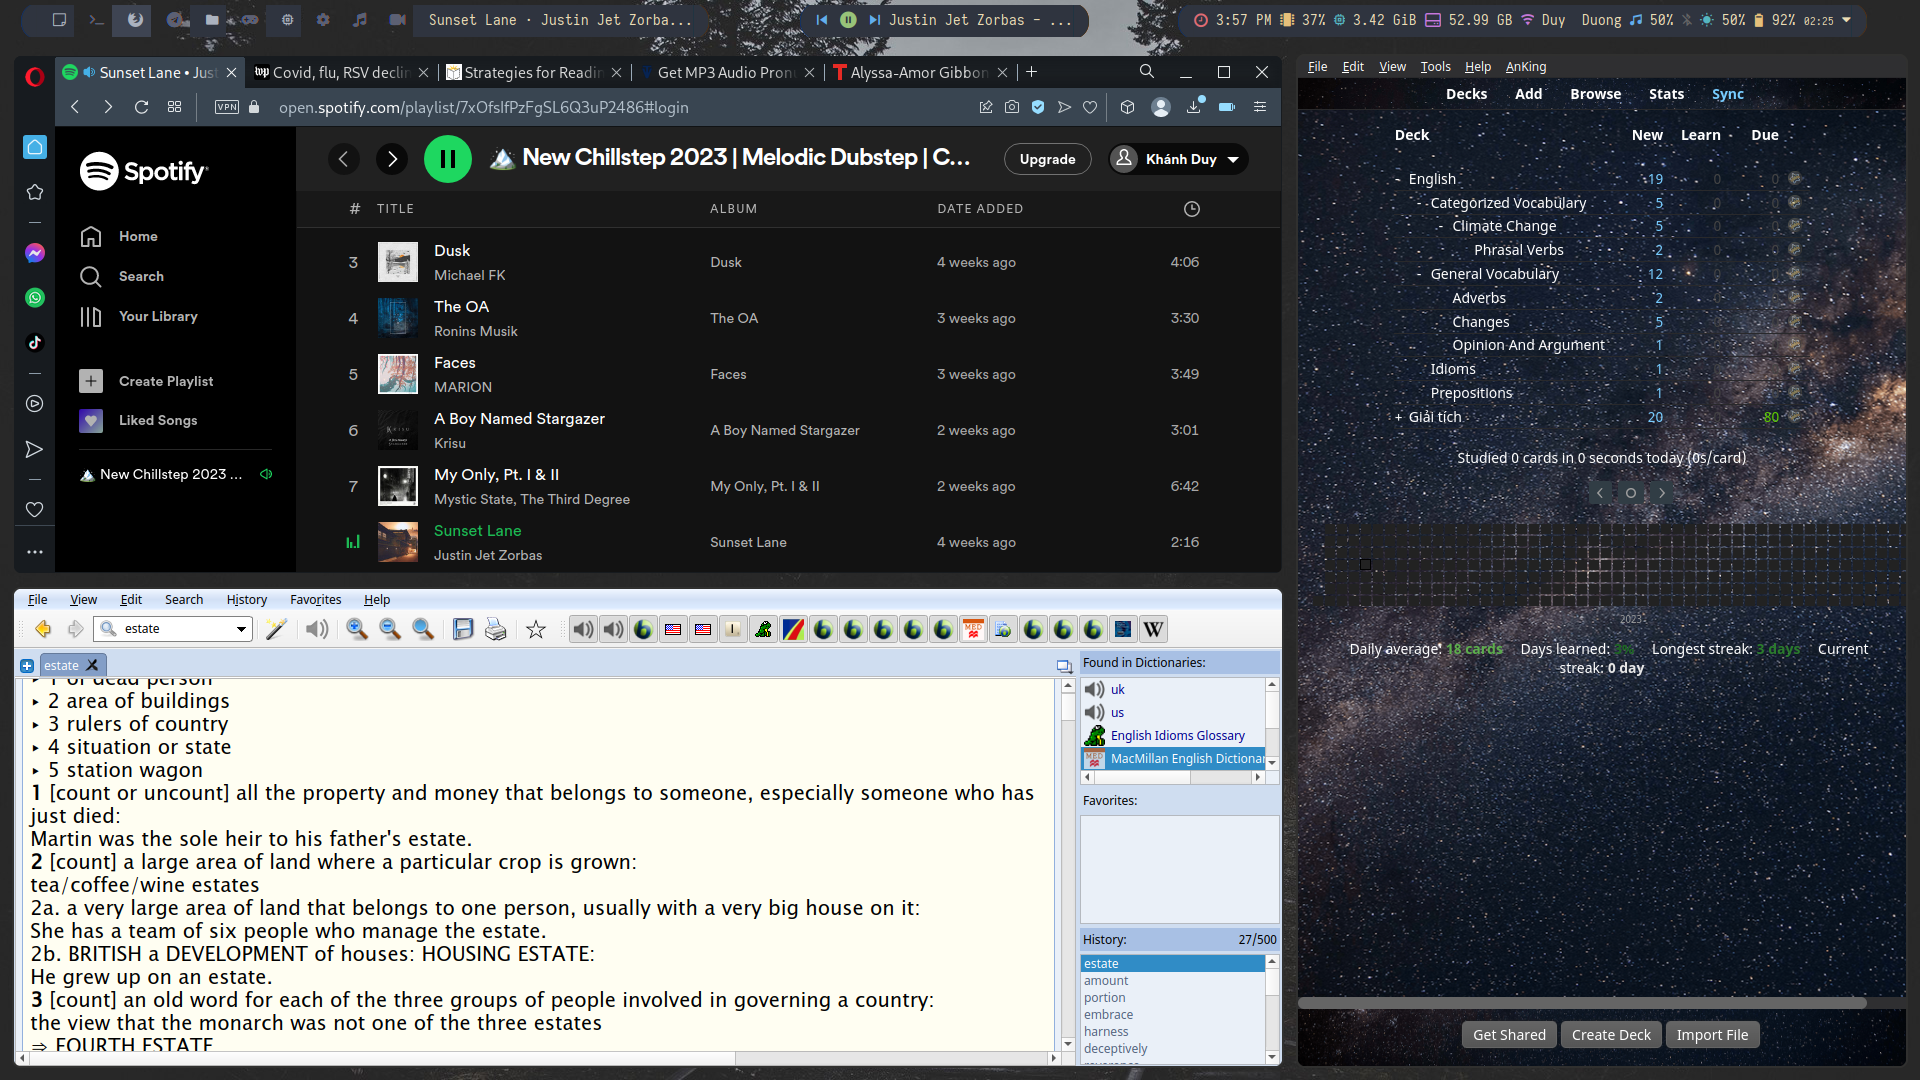 Sunset Lane · Justin Jet Zorba...
Justin Jet Zorbas - ...
3:57 PM 37% 3.42 GiB 52.99 GB Duy Duong 50% 50% 92% 02:25
Sunset Lane • Just
Covid, flu, RSV declin
Strategies for Readin
Get MP3 Audio Pron
Alyssa-Amor Gibbon
VPN open.spotify.com/playlist/7xOfslfPzFgSL6Q3uP2486#login
Spotify
Home
Search
Your Library
Create Playlist
Liked Songs
New Chillstep 2023 ...
New Chillstep 2023 | Melodic Dubstep | C...
Upgrade
Khánh Duy
# TITLE ALBUM DATE ADDED
3 Dusk Dusk 4 weeks ago 4:06
Michael FK
4 The OA The OA 3 weeks ago 3:30
Ronins Musik
5 Faces Faces 3 weeks ago 3:49
MARION
6 A Boy Named Stargazer A Boy Named Stargazer 2 weeks ago 3:01
Krisu
7 My Only, Pt. I & II My Only, Pt. I & II 2 weeks ago 6:42
Mystic State, The Third Degree
Sunset Lane Sunset Lane 4 weeks ago 2:16
Justin Jet Zorbas
File View Edit Search History Favorites Help
estate
estate
1 of dead person
2 area of buildings
3 rulers of country
4 situation or state
5 station wagon
1 [count or uncount] all the property and money that belongs to someone, especially someone who has
just died:
Martin was the sole heir to his father's estate.
2 [count] a large area of land where a particular crop is grown:
tea/coffee/wine estates
2a. a very large area of land that belongs to one person, usually with a very big house on it:
She has a team of six people who manage the estate.
2b. BRITISH a DEVELOPMENT of houses: HOUSING ESTATE:
He grew up on an estate.
3 [count] an old word for each of the three groups of people involved in governing a country:
the view that the monarch was not one of the three estates
⇒ FOURTH ESTATE
Found in Dictionaries:
uk
us
English Idioms Glossary
MacMillan English Dictionar
Favorites:
History: 27/500
estate
amount
portion
embrace
harness
deceptively
File Edit View Tools Help AnKing
Decks Add Browse Stats Sync
Deck New Learn Due
- English 19 0 0
- Categorized Vocabulary 5 0 0
- Climate Change 5 0 0
Phrasal Verbs 2 0 0
- General Vocabulary 12 0 0
Adverbs 2 0 0
Changes 5 0 0
Opinion And Argument 1 0 0
Idioms 1 0 0
Prepositions 1 0 0
+ Giải tích 20 80
Studied 0 cards in 0 seconds today (0s/card)
2023
Daily average: 18 cards Days learned: Longest streak: 3 days Current
streak: 0 day
Get Shared Create Deck Import File